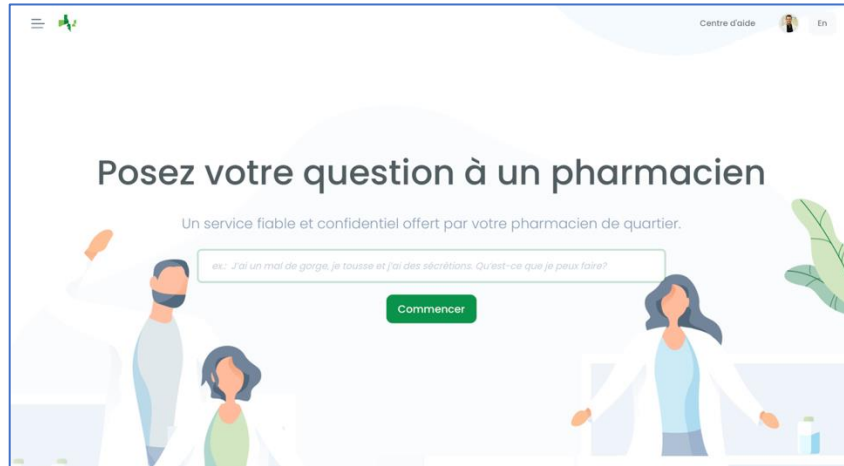 Centre d'aide
En
Posez votre question à un pharmacien
Un service fiable et confidentiel offert par votre pharmacien de quartier.
ex.: J'ai un mal de gorge, je tousse et j'ai des sécrétions. Qu'est-ce que je peux faire?
Commencer